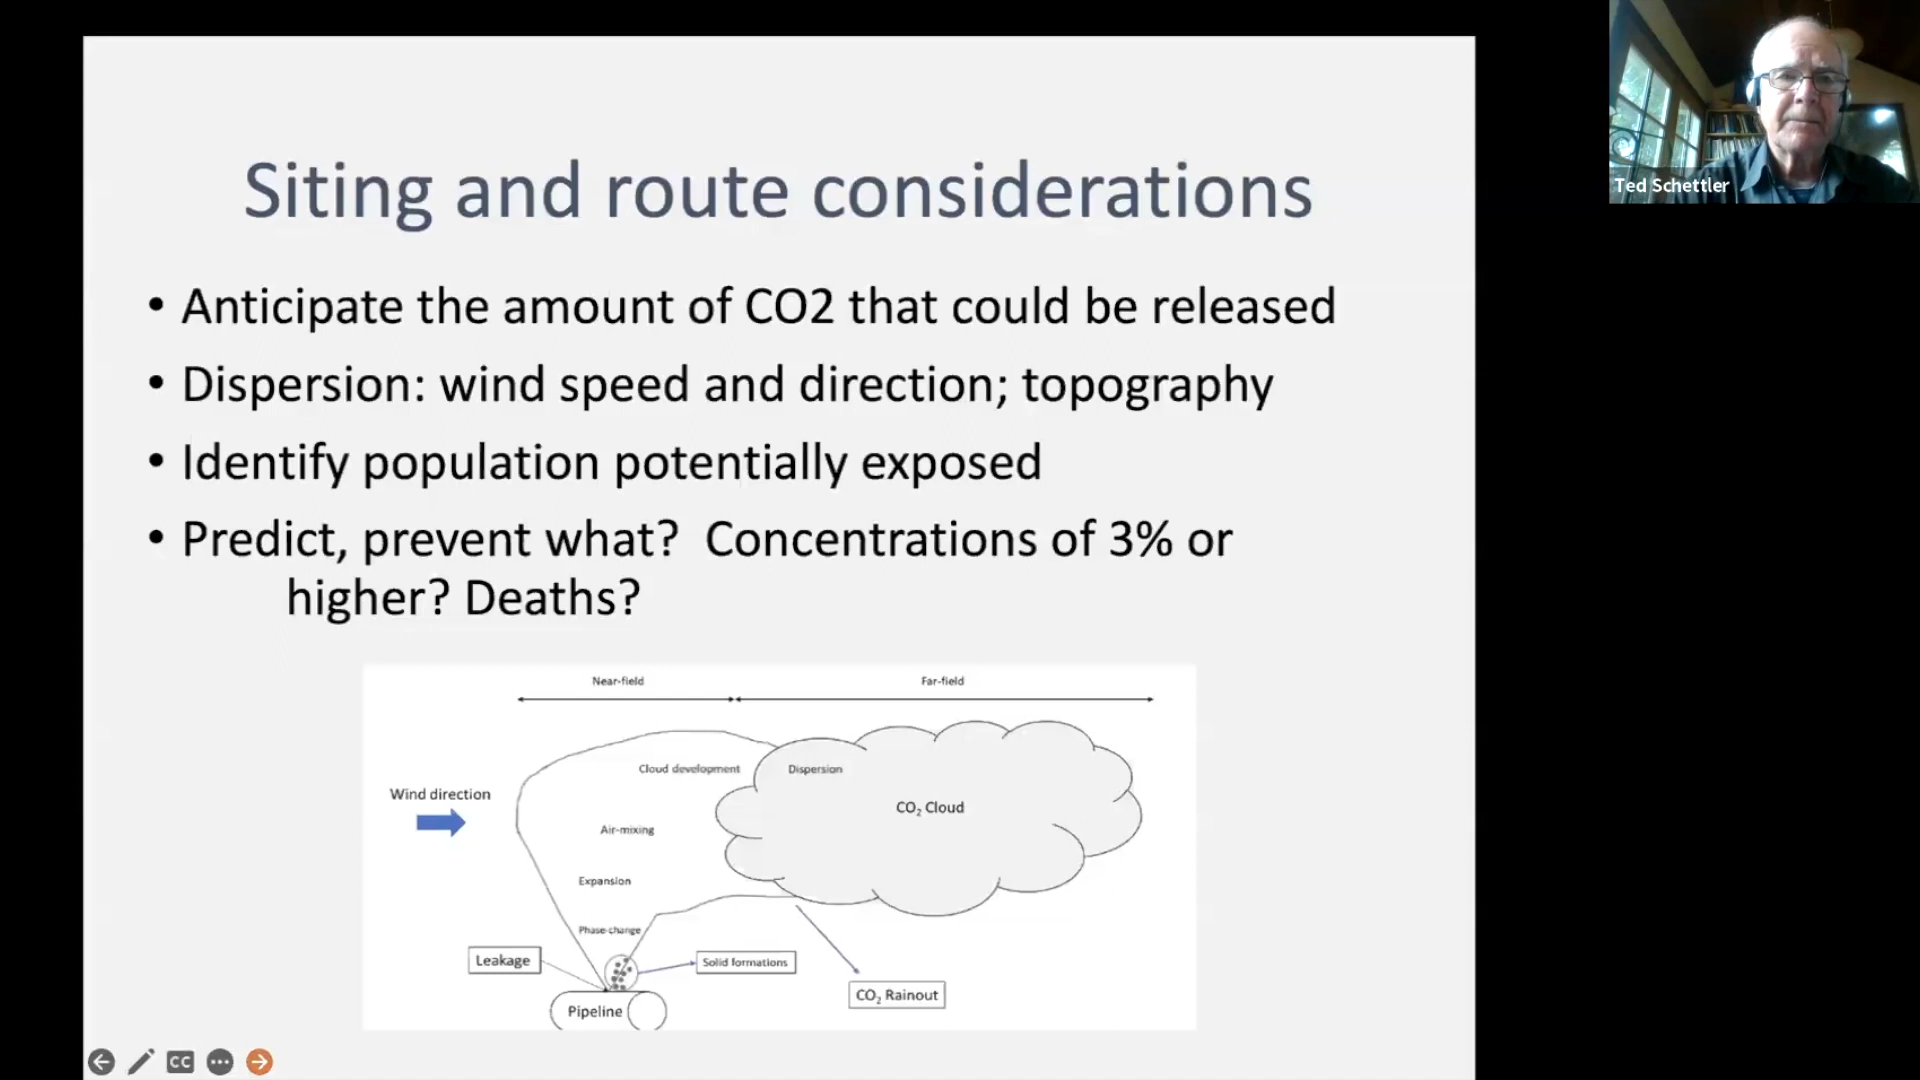 Ted Schettler
Siting and route considerations
• Anticipate the amount of CO2 that could be released
• Dispersion: wind speed and direction; topography
• Identify population potentially exposed
• Predict, prevent what?  Concentrations of 3% or
higher? Deaths?
Near-field
Far-field
Cloud development
Dispersion
Wind direction
CO₂ Cloud
Air-mixing
Expansion
Phase-change
Leakage
Solid formations
CO₂ Rainout
Pipeline
CC